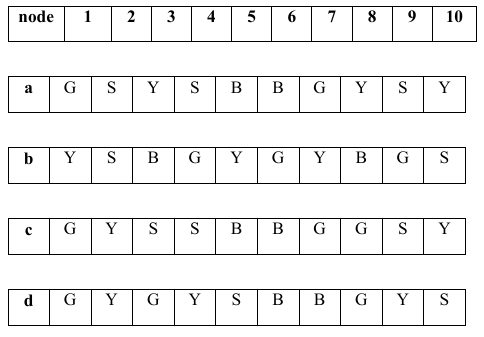 node 1 2 3 4 5 6 7 8 9 10
a G S Y S B B G Y S Y
b Y S B G Y G Y B G S
c G Y S S B B G G S Y
d G Y G Y S B B G Y S